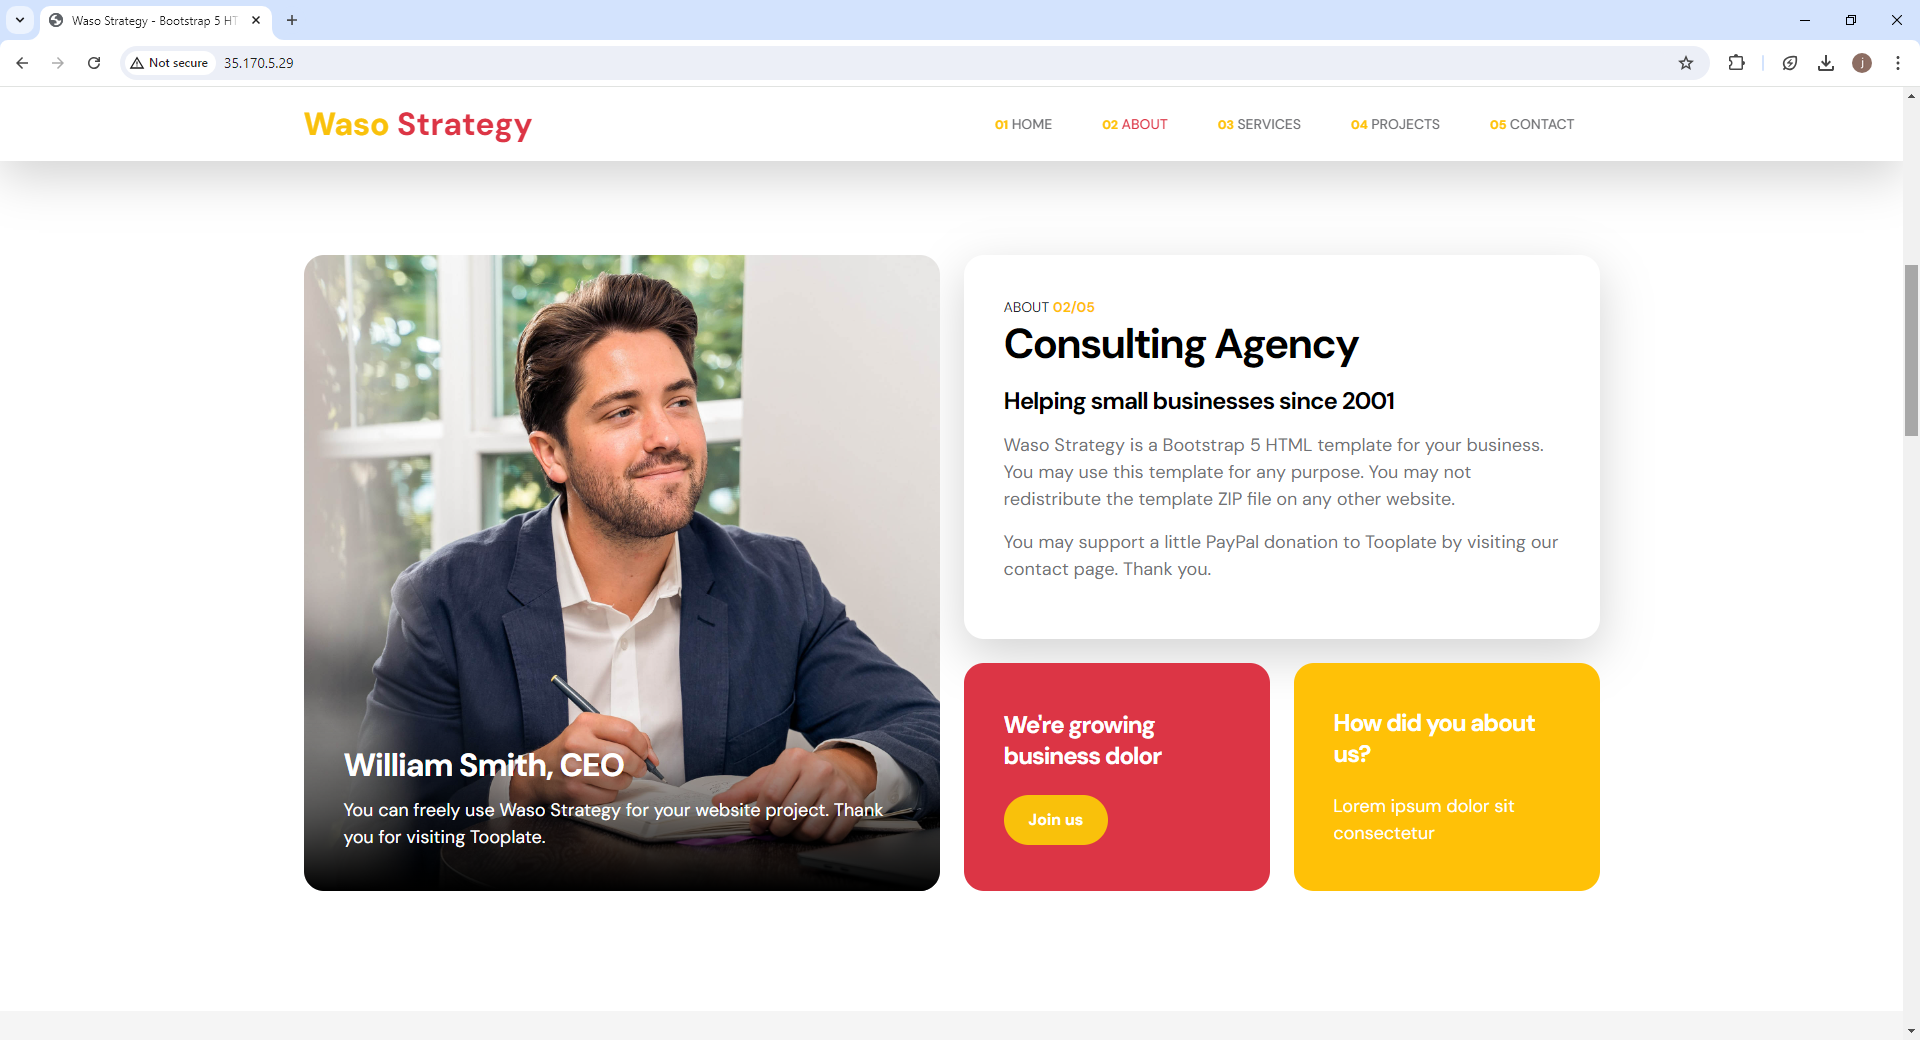 Waso Strategy - Bootstrap 5 HT
Not secure
35.170.5.29
j
Waso Strategy
01 HOME
02 ABOUT
03 SERVICES
04 PROJECTS
05 CONTACT
William Smith, CEO
You can freely use Waso Strategy for your website project. Thank
you for visiting Tooplate.
ABOUT 02/05
Consulting Agency
Helping small businesses since 2001
Waso Strategy is a Bootstrap 5 HTML template for your business.
You may use this template for any purpose. You may not
redistribute the template ZIP file on any other website.
You may support a little PayPal donation to Tooplate by visiting our
contact page. Thank you.
We're growing
business dolor
Join us
How did you about
us?
Lorem ipsum dolor sit
consectetur